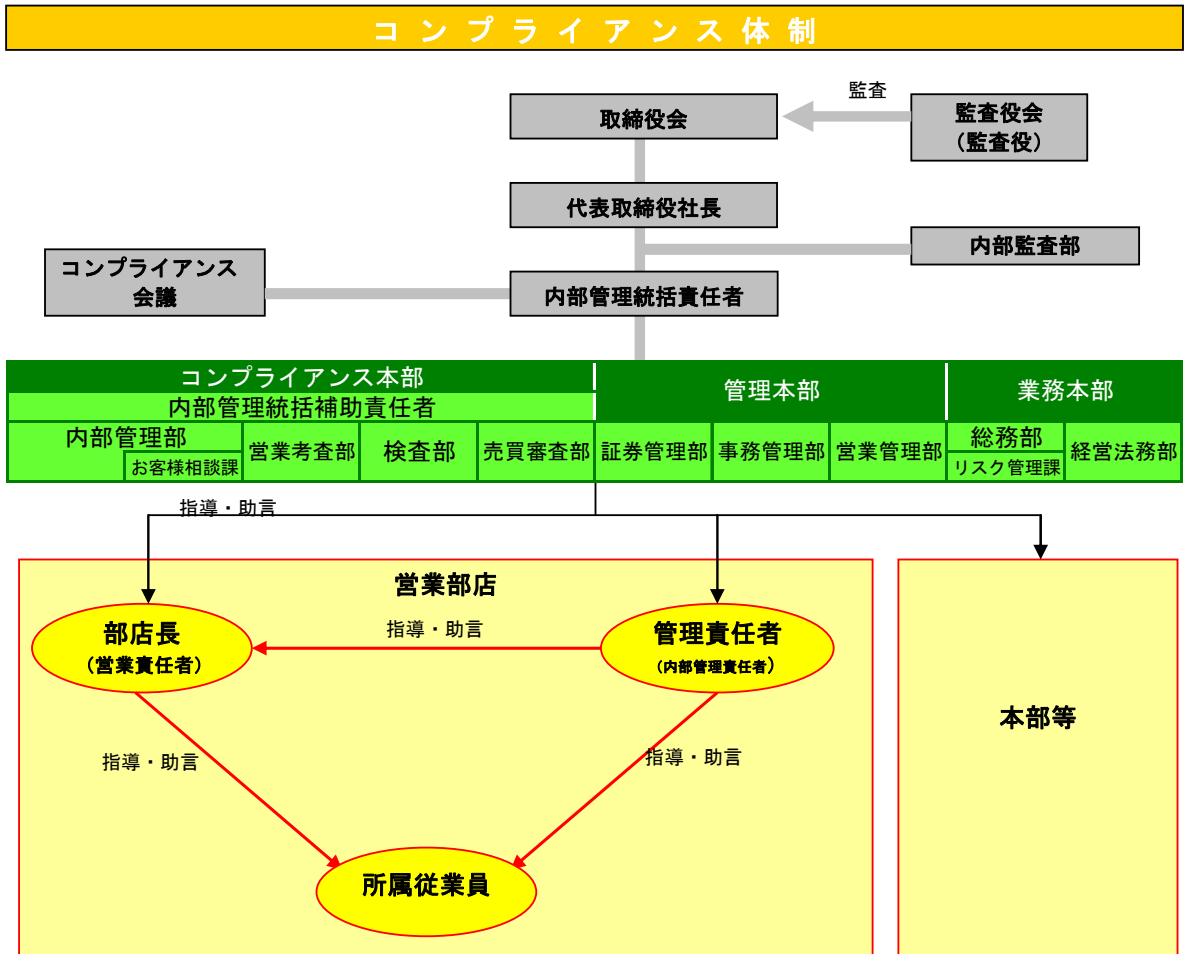 コンプライアンス体制
監査
取締役会
監査役会
（監査役）
代表取締役社長
内部監査部
コンプライアンス
会議
内部管理統括責任者
コンプライアンス本部
管理本部
業務本部
内部管理統括補助責任者
内部管理部
お客様相談課
営業考査部
検査部
売買審査部
証券管理部
事務管理部
営業管理部
総務部
リスク管理課
経営法務部
指導・助言
営業部店
部店長
（営業責任者）
指導・助言
管理責任者
（内部管理責任者）
本部等
指導・助言
指導・助言
所属従業員